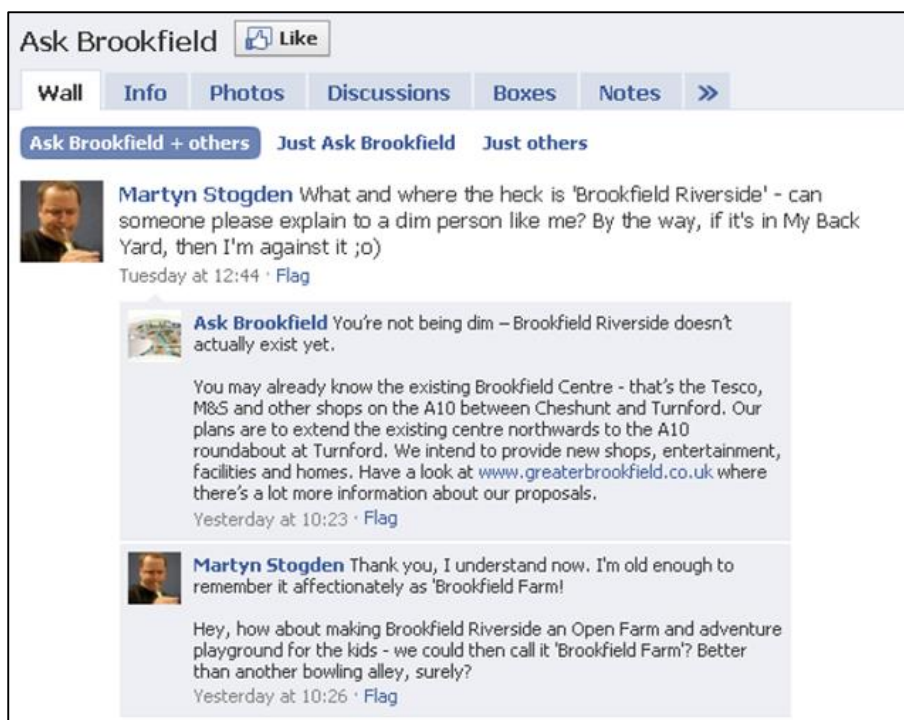 Ask Brookfield Like
Wall Info Photos Discussions Boxes Notes »
Ask Brookfield + others Just Ask Brookfield Just others
Martyn Stogden What and where the heck is 'Brookfield Riverside' - can
someone please explain to a dim person like me? By the way, if it's in My Back
Yard, then I'm against it ;o)
Tuesday at 12:44 · Flag
Ask Brookfield You're not being dim – Brookfield Riverside doesn't
actually exist yet.
You may already know the existing Brookfield Centre - that's the Tesco,
M&S and other shops on the A10 between Cheshunt and Turnford. Our
plans are to extend the existing centre northwards to the A10
roundabout at Turnford. We intend to provide new shops, entertainment,
facilities and homes. Have a look at www.greaterbrookfield.co.uk where
there's a lot more information about our proposals.
Yesterday at 10:23 · Flag
Martyn Stogden Thank you, I understand now. I'm old enough to
remember it affectionately as 'Brookfield Farm!
Hey, how about making Brookfield Riverside an Open Farm and adventure
playground for the kids - we could then call it 'Brookfield Farm'? Better
than another bowling alley, surely?
Yesterday at 10:26 · Flag